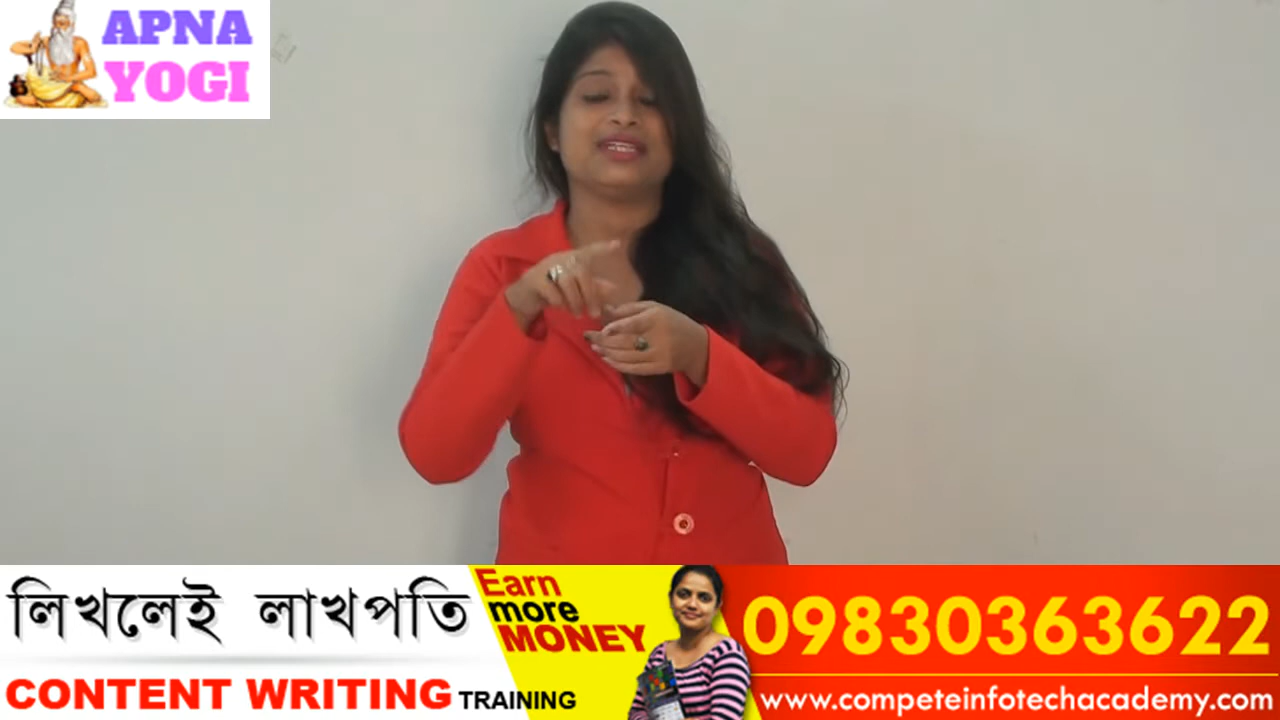 APNA
YOGI
লিখলেই লাখপতি
CONTENT WRITING TRAINING
Earn
more
MONEY
09830363622
www.competeinfotechacademy.com